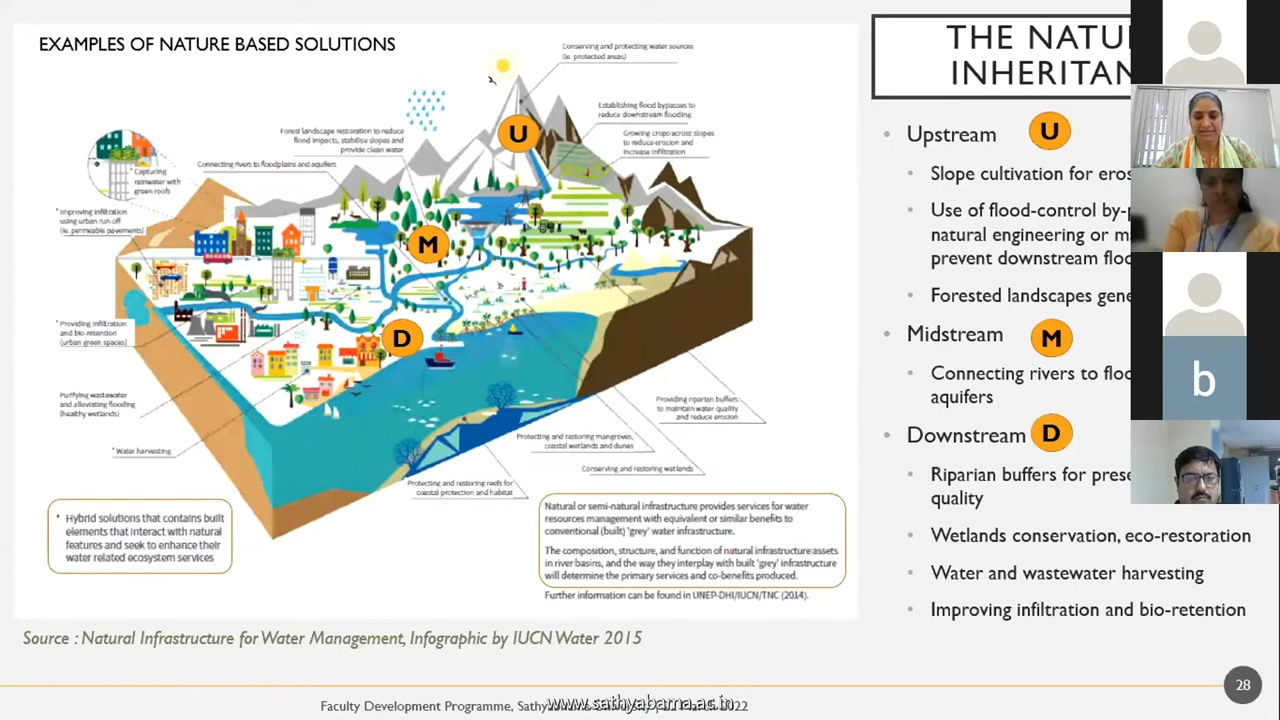 EXAMPLES OF NATURE BASED SOLUTIONS
Conserving and protecting water sources
(ie. protected areas)
Establishing flood bypasses to
reduce downstream flooding
Growing crops across slopes
to reduce erosion and
increase infiltration
Forest landscape restoration to reduce
flood impacts, stabilise slopes and
provide clean water
Connecting rivers to floodplains and aquifers
* Capturing
rainwater with
green roofs
* Improving infiltration
using urban run-off
(ie. permeable pavements)
* Providing infiltration
and bio-retention
(urban green spaces)
Purifying wastewater
and alleviating flooding
(healthy wetlands)
* Water harvesting
U
M
D
Providing riparian buffers
to maintain water quality
and reduce erosion
Protecting and restoring mangroves,
coastal wetlands and dunes
Conserving and restoring wetlands
Protecting and restoring reefs for
coastal protection and habitat
* Hybrid solutions that contains built
elements that interact with natural
features and seek to enhance their
water related ecosystem services
Natural or semi-natural infrastructure provides services for water
resources management with equivalent or similar benefits to
conventional (built) 'grey' water infrastructure.
The composition, structure, and function of natural infrastructure assets
in river basins, and the way they interplay with built 'grey' infrastructure
will determine the primary services and co-benefits produced.
Further information can be found in UNEP-DHI/IUCN/TNC (2014).
Source : Natural Infrastructure for Water Management, Infographic by IUCN Water 2015
THE NATU
INHERITAN
• Upstream U
• Slope cultivation for eros
• Use of flood-control by-p
natural engineering or m
prevent downstream floo
• Forested landscapes gene
• Midstream M
• Connecting rivers to floo
aquifers
• Downstream D
• Riparian buffers for prese
quality
• Wetlands conservation, eco-restoration
• Water and wastewater harvesting
• Improving infiltration and bio-retention
b
28
Faculty Development Programme, March 2022
www.sathyabama.ac.in